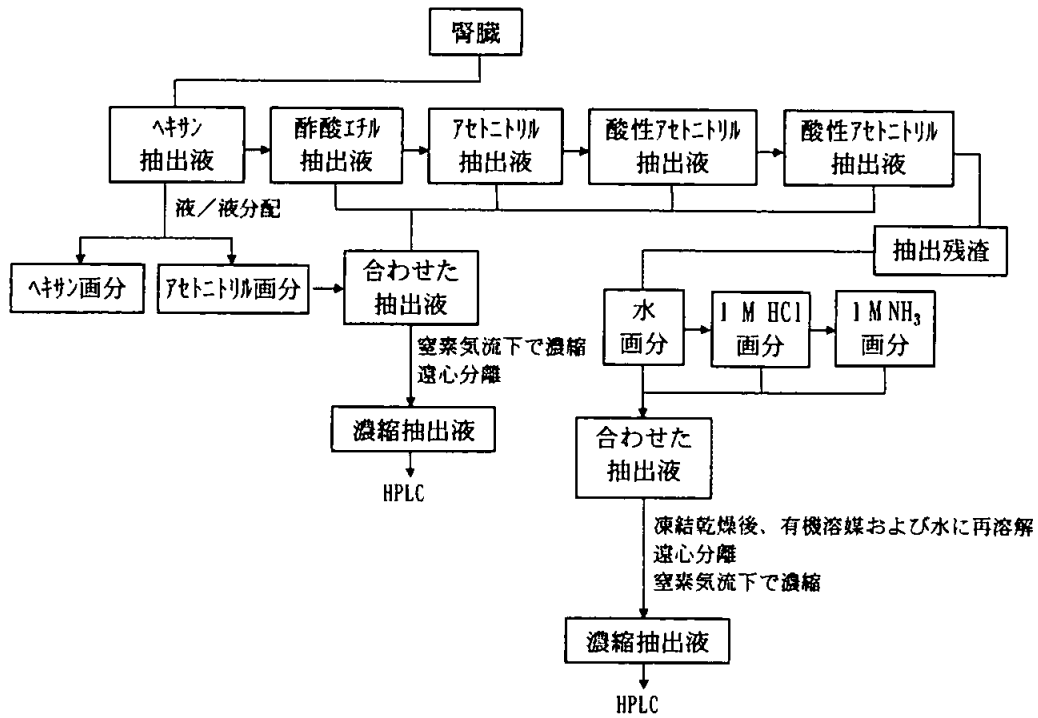 腎臓
ﾍｷｻﾝ
抽出液
酢酸ｴﾁﾙ
抽出液
ｱｾﾄﾆﾄﾘﾙ
抽出液
酸性ｱｾﾄﾆﾄﾘﾙ
抽出液
酸性ｱｾﾄﾆﾄﾘﾙ
抽出液
液／液分配
抽出残渣
ﾍｷｻﾝ画分
ｱｾﾄﾆﾄﾘﾙ画分
合わせた
抽出液
水
画分
1 M HCl
画分
1 M NH₃
画分
窒素気流下で濃縮
遠心分離
濃縮抽出液
HPLC
合わせた
抽出液
凍結乾燥後、有機溶媒および水に再溶解
遠心分離
窒素気流下で濃縮
濃縮抽出液
HPLC